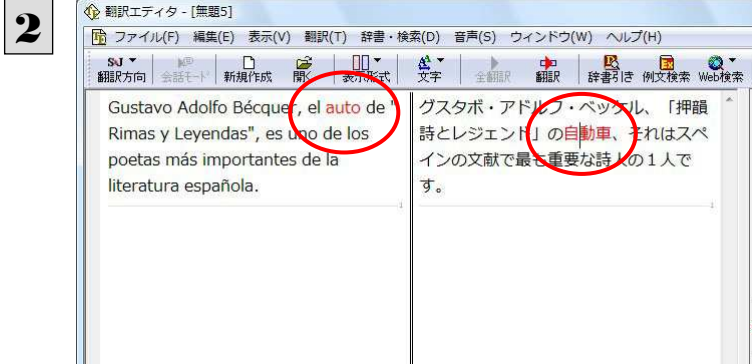 2
翻訳エディタ - [無題5]
ファイル(F) 編集(E) 表示(V) 翻訳(T) 辞書・検索(D) 音声(S) ウィンドウ(W) ヘルプ(H)
SxJ
翻訳方向 会話モード 新規作成 開く 表示形式 文字 全翻訳 翻訳 辞書引き 例文検索 Web検索
Gustavo Adolfo Bécquer, el auto de "
Rimas y Leyendas", es uno de los
poetas más importantes de la
literatura española.
グスタボ・アドルフ・ベッケル、「押韻
詩とレジェンド」の自動車、それはスペ
インの文献で最も重要な詩人の1人で
す。